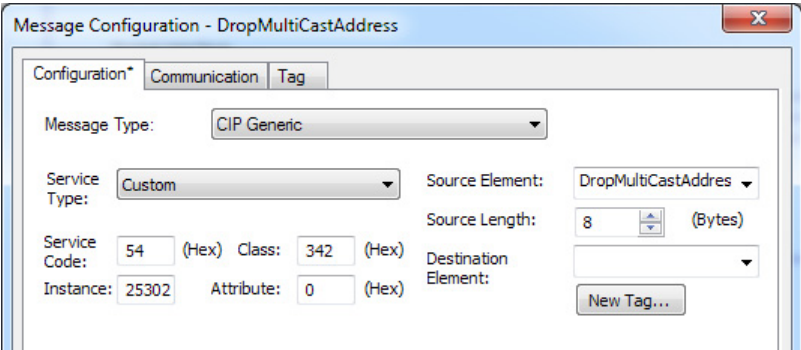 Message Configuration - DropMultiCastAddress
x
Configuration* Communication Tag
Message Type: CIP Generic
Service Type: Custom
Source Element: DropMultiCastAddres
Source Length: 8 (Bytes)
Service Code: 54 (Hex) Class: 342 (Hex)
Destination Element:
Instance: 25302 Attribute: 0 (Hex)
New Tag...